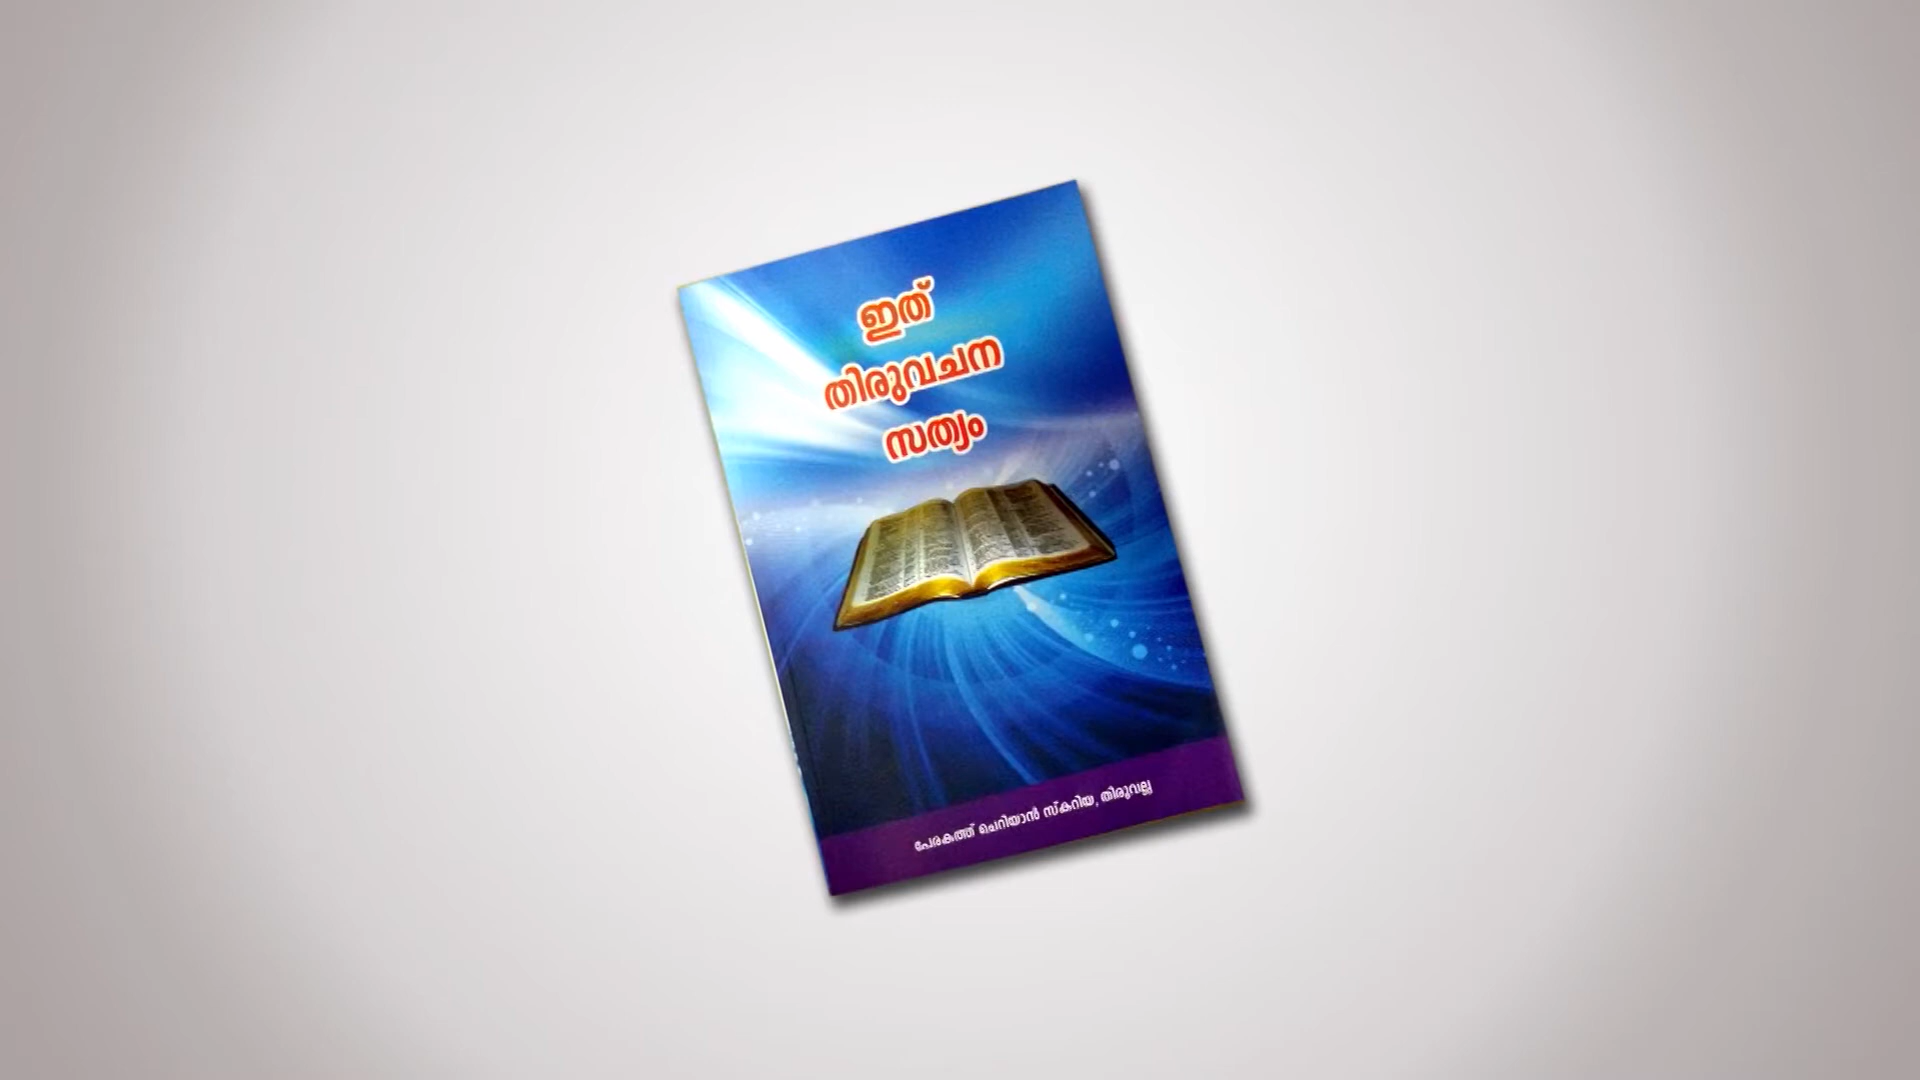 ഇത്
തിരുവചന
സത്യം
പേരകത്ത് ചെറിയാൻ സ്കറിയ, തിരുവല്ല